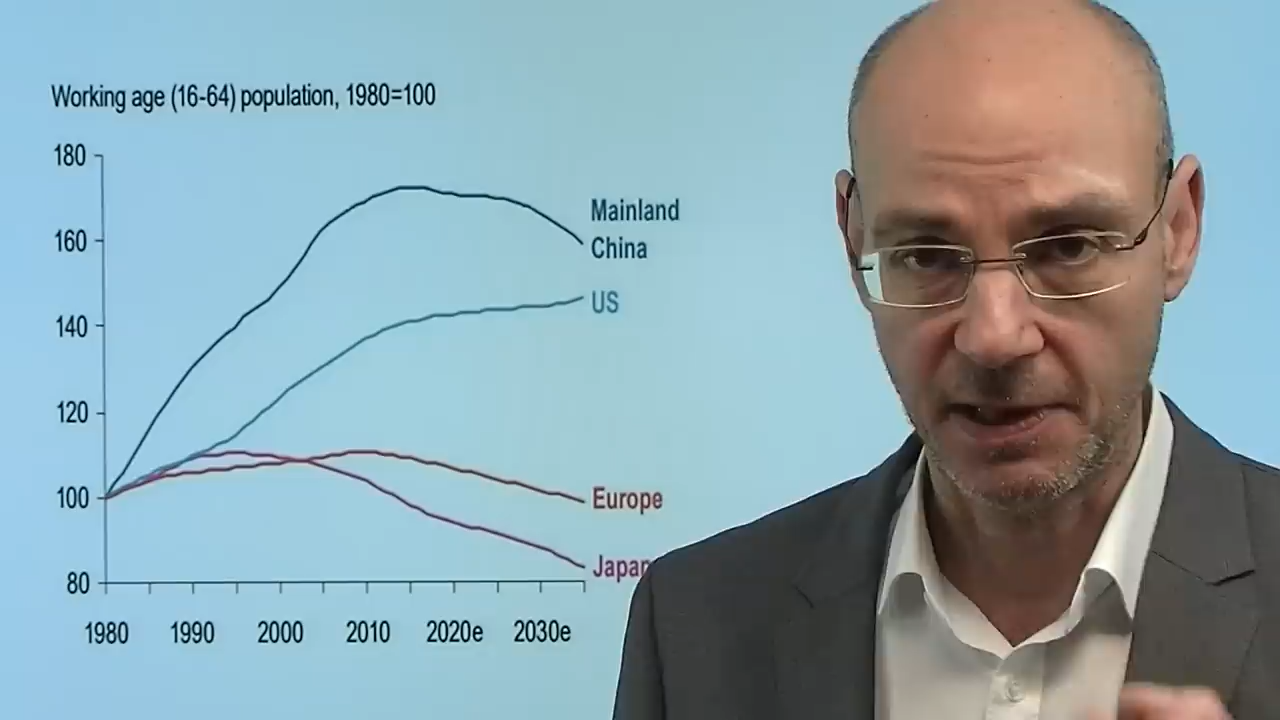 Working age (16-64) population, 1980=100
180
160
140
120
100
80
Mainland
China
US
Europe
Japan
1980 1990 2000 2010 2020e 2030e